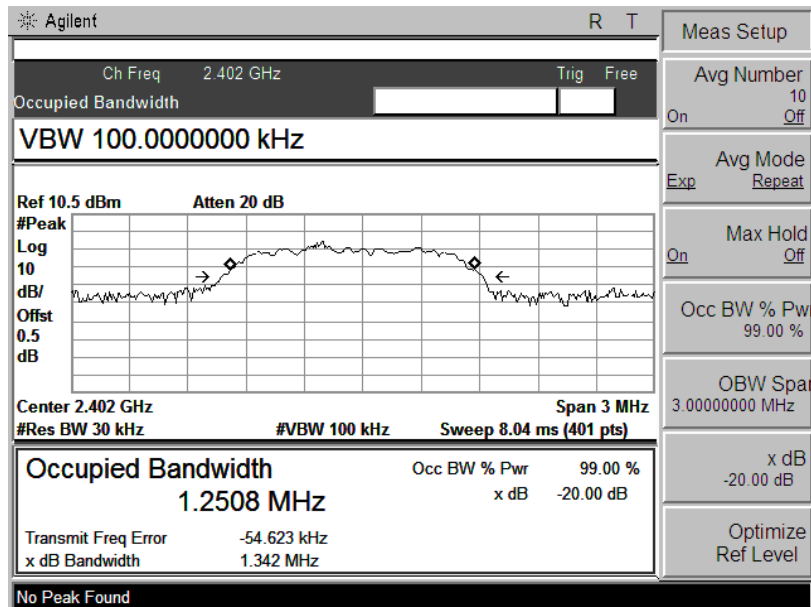 Agilent R T
Ch Freq 2.402 GHz Trig Free
Occupied Bandwidth
VBW 100.0000000 kHz
Ref 10.5 dBm Atten 20 dB
#Peak
Log
10
dB/
Offst
0.5
dB
Center 2.402 GHz Span 3 MHz
#Res BW 30 kHz #VBW 100 kHz Sweep 8.04 ms (401 pts)
Occupied Bandwidth Occ BW % Pwr 99.00 %
1.2508 MHz x dB -20.00 dB
Transmit Freq Error -54.623 kHz
x dB Bandwidth 1.342 MHz
No Peak Found
Meas Setup
Avg Number
10
On Off
Avg Mode
Exp Repeat
Max Hold
On Off
Occ BW % Pwr
99.00 %
OBW Spar
3.00000000 MHz
x dB
-20.00 dB
Optimize
Ref Level